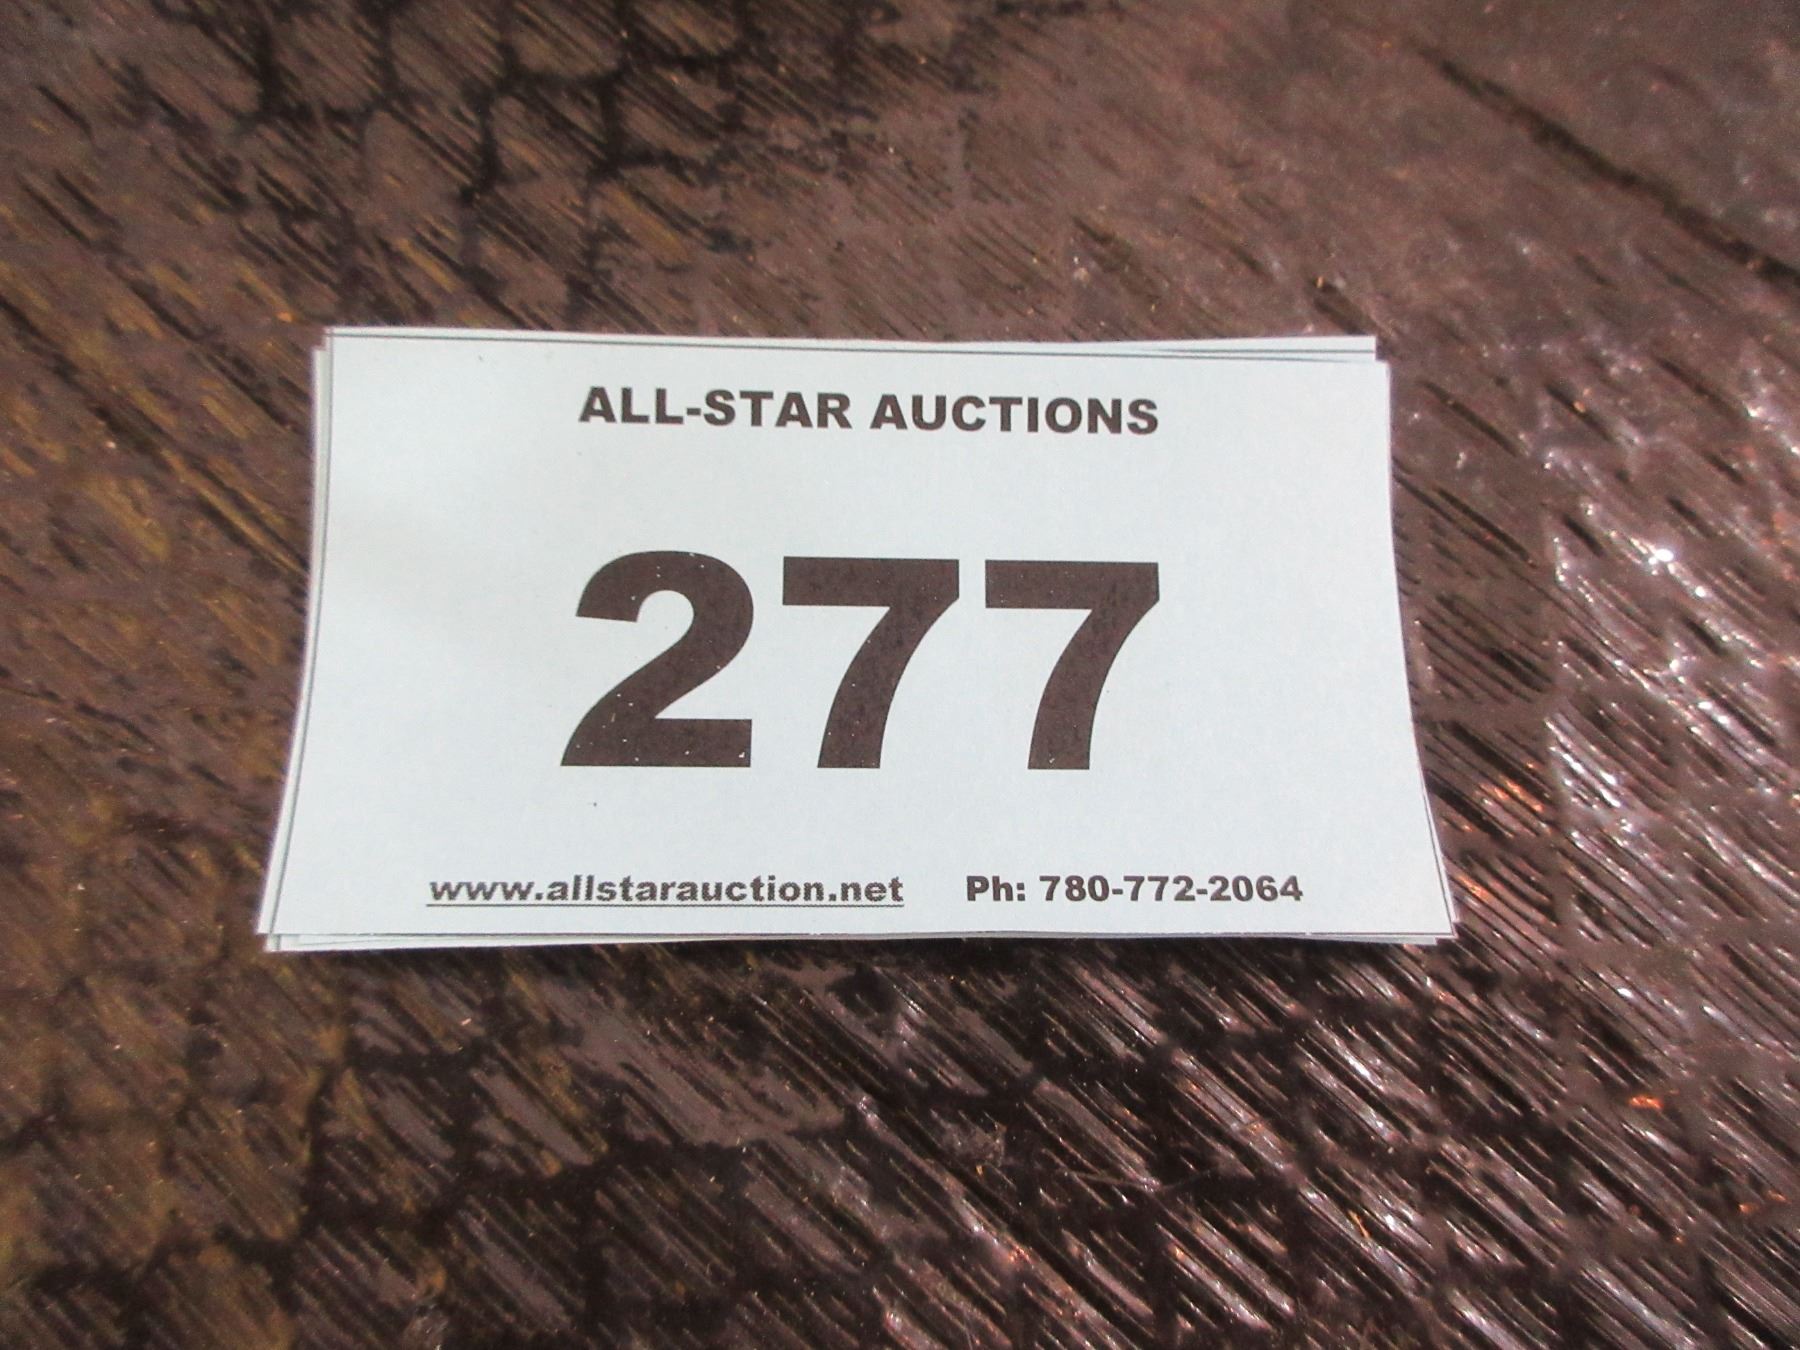 ALL-STAR AUCTIONS
277
www.allstarauction.net Ph: 780-772-2064